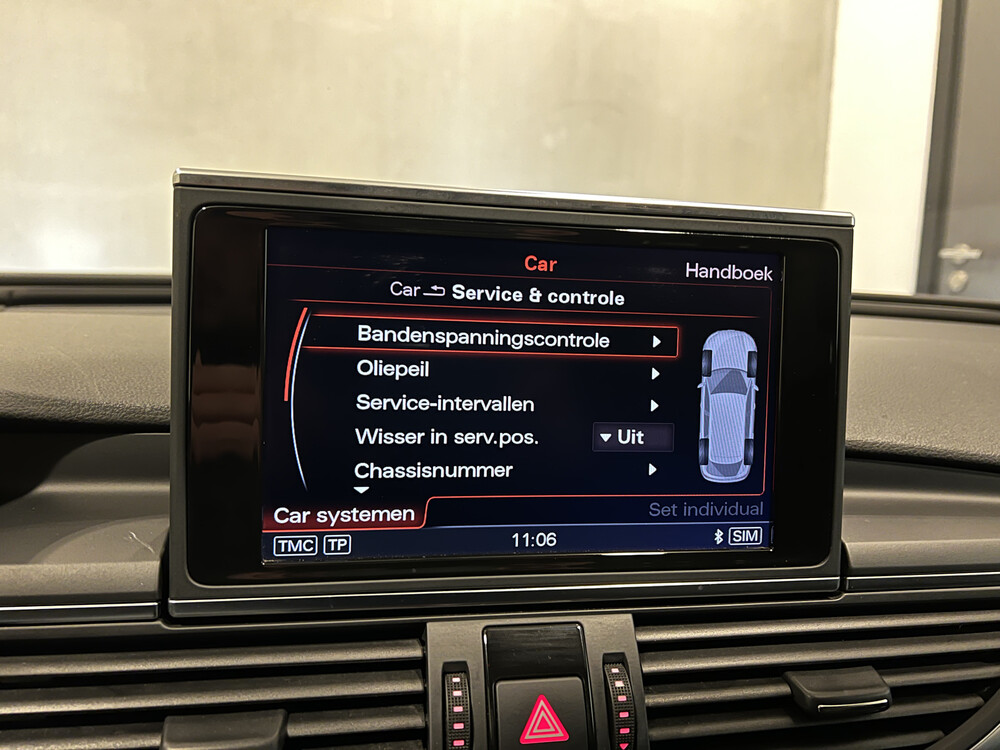 Car
Handboek
Car Service & controle
Bandenspanningscontrole
Oliepeil
Service-intervallen
Wisser in serv.pos. Uit
Chassisnummer
Car systemen
Set individual
TMC TP 11:06 SIM